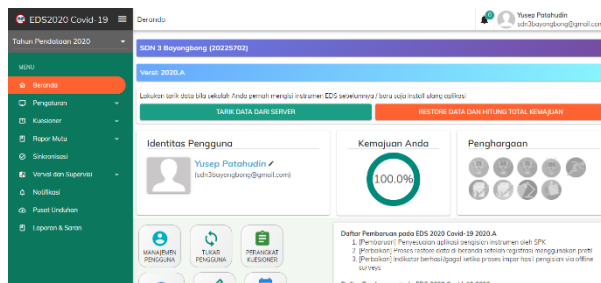 EDS2020 Covid-19
Beranda
0
Yusep Patahudin
sdn3bayongbong@gmail.com
Tahun Pendataan 2020
SDN 3 Bayongbong (20225702)
MENU
Versi: 2020.A
Beranda
Pengaturan
Kuesioner
Rapor Mutu
Sinkronisasi
Verval dan Supervisi
Notifikasi
Pusat Unduhan
Laporan & Saran
Lakukan tarik data bila sekolah Anda pernah mengisi instrumen EDS sebelumnya / baru saja install ulang aplikasi
TARIK DATA DARI SERVER
RESTORE DATA DAN HITUNG TOTAL KEMAJUAN
Identitas Pengguna
Yusep Patahudin
(sdn3bayongbong@gmail.com)
Kemajuan Anda
100.0%
Penghargaan
MANAJEMEN
PENGGUNA
TUKAR
PENGGUNA
PERANGKAT
KUESIONER
Daftar Pembaruan pada EDS 2020 Covid-19 2020.A
1. [Pembaruan] Penyesuaian aplikasi pengisian instrumen oleh SPK
2. [Perbaikan] Proses restore data di beranda setelah registrasi menggunakan prefil
3. [Perbaikan] Indikator berhasil/gagal ketika proses impor hasil pengisian via offline
surveys